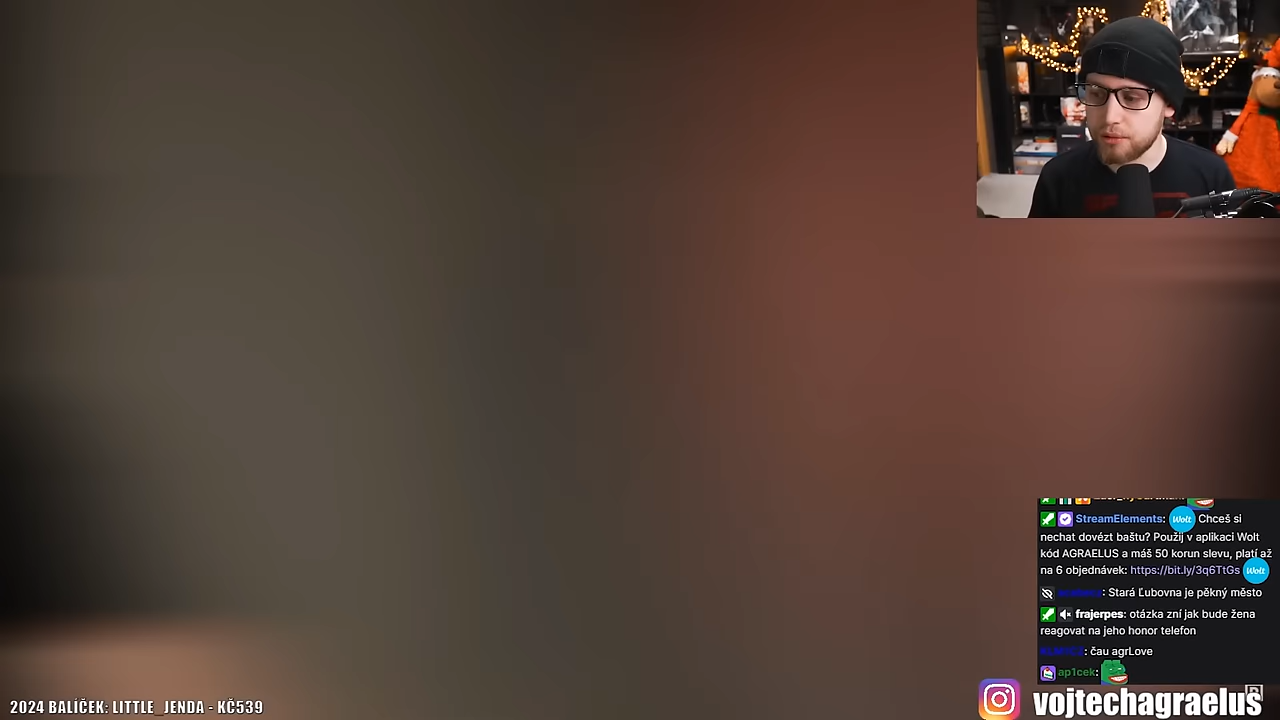 StreamElements: Wolt Chceš si
nechat dovézt baštu? Použij v aplikaci Wolt
kód AGRAELUS a máš 50 korun slevu, platí až
na 6 objednávek: https://bit.ly/3q6TtGs Wolt
: Stará Ľubovna je pěkný město
frajerpes: otázka zní jak bude žena
reagovat na jeho honor telefon
: čau agrLove
ap1cek:
2024 BALÍČEK: LITTLE_JENDA - KČ539
vojtechagraelus